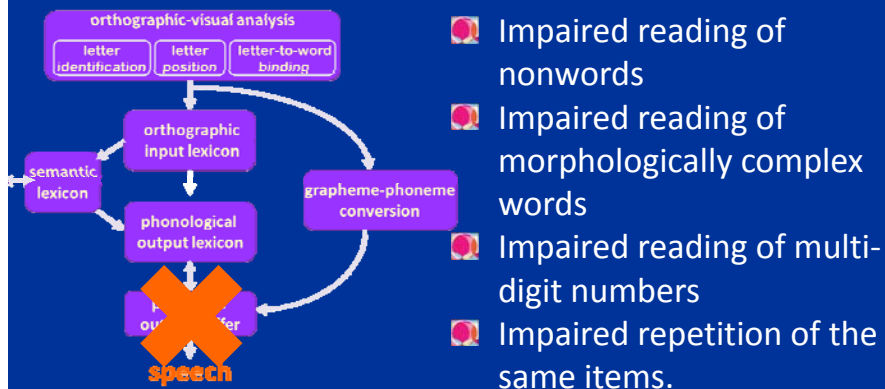 orthographic-visual analysis
letter identification
letter position
letter-to-word binding
orthographic
input lexicon
semantic
lexicon
grapheme-phoneme
conversion
phonological
output lexicon
speech
Impaired reading of
nonwords
Impaired reading of
morphologically complex
words
Impaired reading of multi-
digit numbers
Impaired repetition of the
same items.